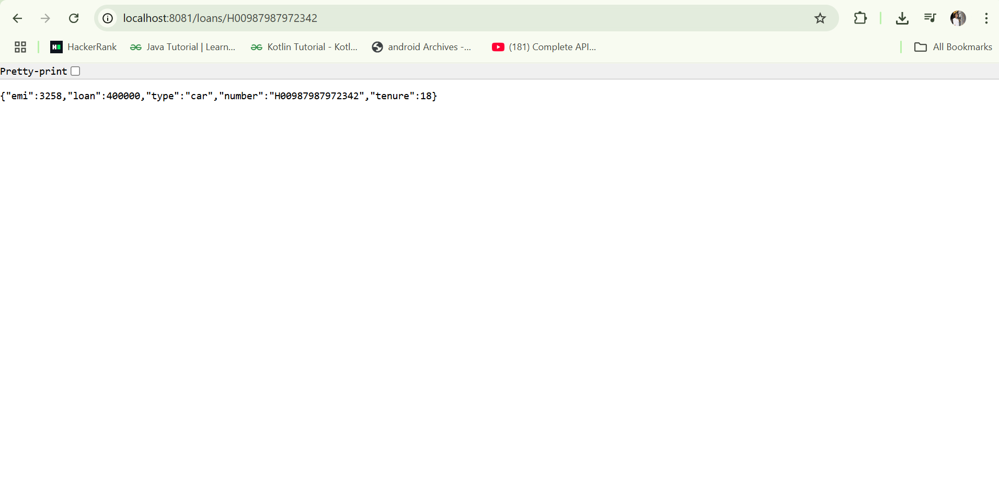 localhost:8081/loans/H00987987972342
HackerRank Java Tutorial | Learn... Kotlin Tutorial - Kotl... android Archives -... (181) Complete API... All Bookmarks
Pretty-print
{"emi":3258,"loan":400000,"type":"car","number":"H00987987972342","tenure":18}